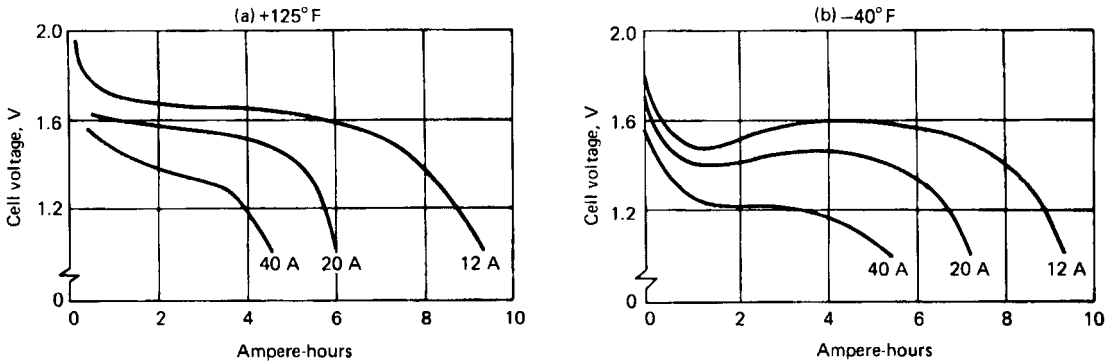 (a) +125° F
2.0
1.6
1.2
0
Cell voltage, V
40 A
20 A
12 A
0
2
4
6
8
10
Ampere-hours
(b) −40° F
2.0
1.6
1.2
0
Cell voltage, V
40 A
20 A
12 A
0
2
4
6
8
10
Ampere-hours